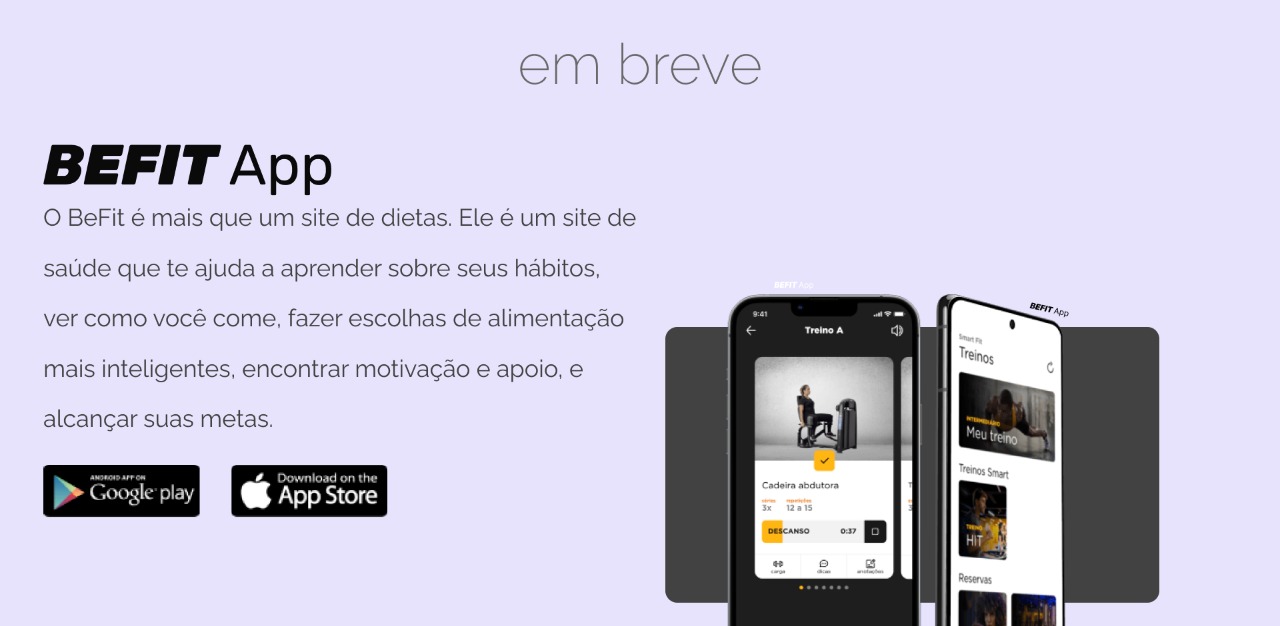 em breve
BEFIT App
O BeFit é mais que um site de dietas. Ele é um site de
saúde que te ajuda a aprender sobre seus hábitos,
ver como você come, fazer escolhas de alimentação
mais inteligentes, encontrar motivação e apoio, e
alcançar suas metas.
ANDROID APP ON
Google play
Download on the
App Store
BEFIT App
9:41
Treino A
Cadeira abdutora
séries repetições
3x 12 a 15
DESCANSO 0:37
carga dicas anotações
T
3
BEFIT App
Smart Fit
Treinos
INTERMEDIÁRIO
Meu treino
Treinos Smart
TREINO
HIT
Reservas